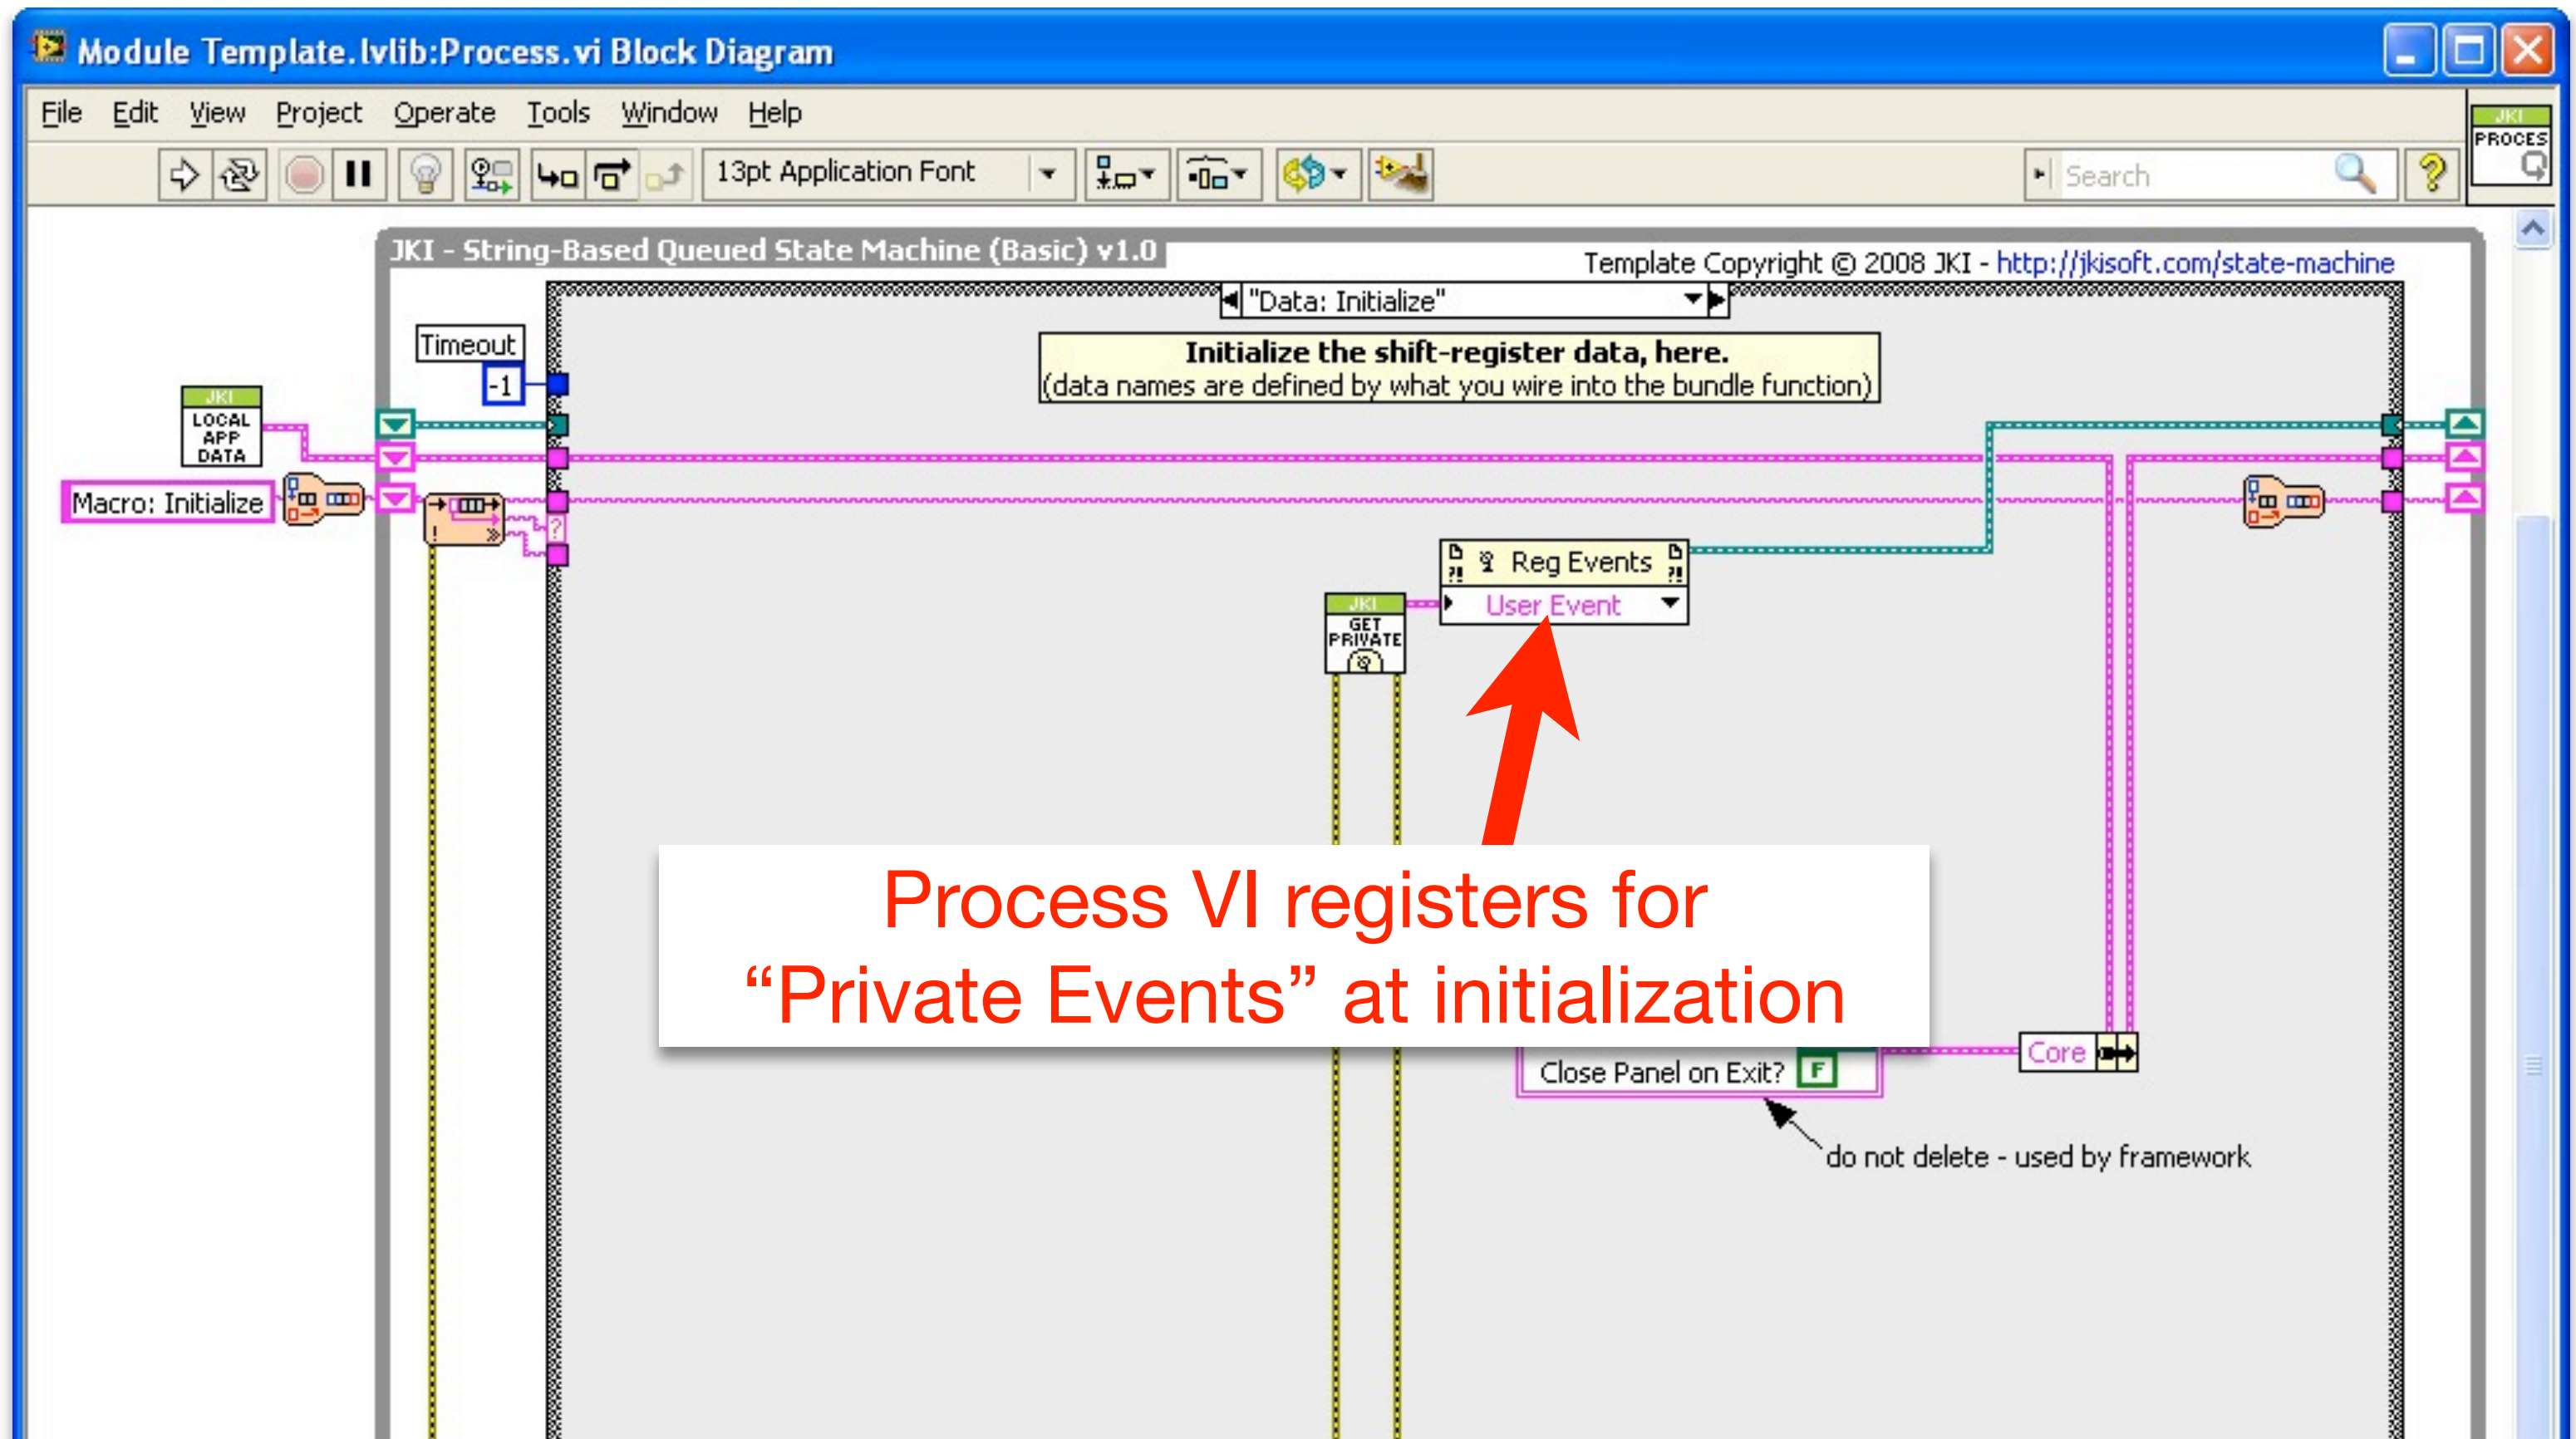 Module Template.lvlib:Process.vi Block Diagram
File Edit View Project Operate Tools Window Help
13pt Application Font
Search
JKI
PROCES
JKI - String-Based Queued State Machine (Basic) v1.0
Template Copyright © 2008 JKI - http://jkisoft.com/state-machine
"Data: Initialize"
Timeout
-1
Initialize the shift-register data, here.
(data names are defined by what you wire into the bundle function)
JKI
LOCAL
APP
DATA
Macro: Initialize
Reg Events
User Event
JKI
GET
PRIVATE
Process VI registers for
“Private Events” at initialization
Close Panel on Exit? F
Core
do not delete - used by framework